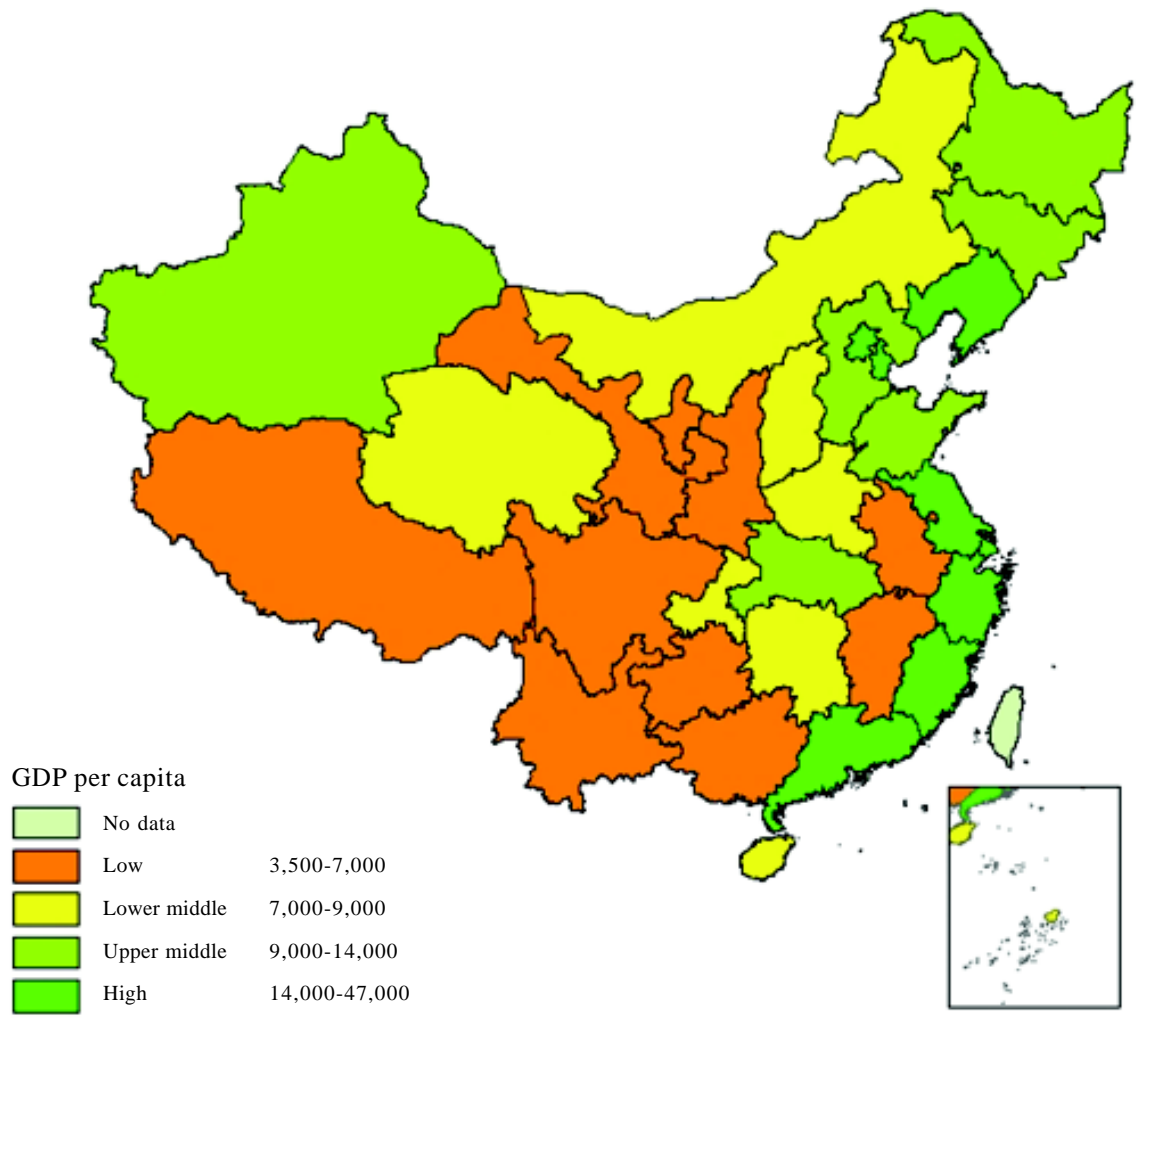 GDP per capita
No data
Low 3,500-7,000
Lower middle 7,000-9,000
Upper middle 9,000-14,000
High 14,000-47,000